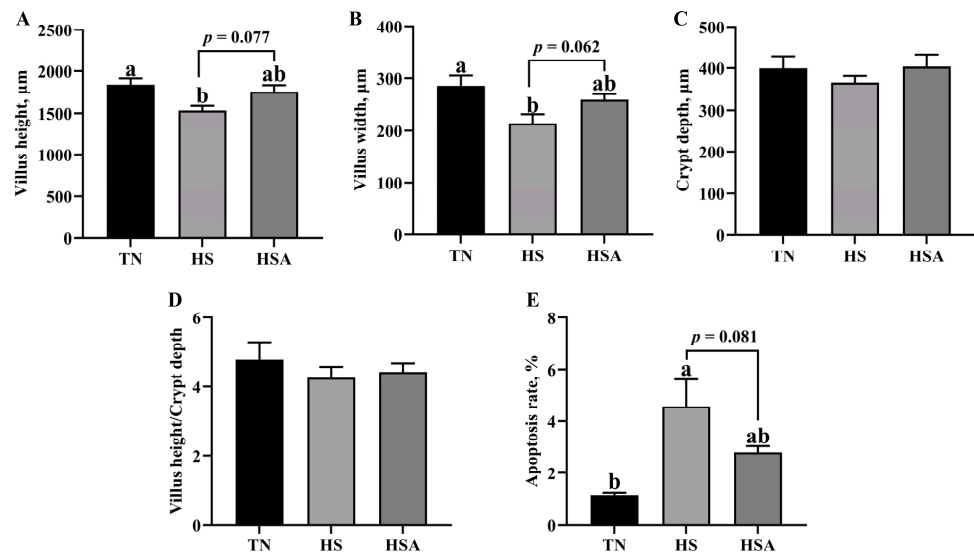 A
Villus height, μm
2500
2000
1500
1000
500
0
p = 0.077
a
b
ab
TN
HS
HSA
B
Villus width, μm
400
300
200
100
0
p = 0.062
a
b
ab
TN
HS
HSA
C
Crypt depth, μm
500
400
300
400
0
TN
HS
HSA
D
Villus height/Crypt depth
6
4
2
0
TN
HS
HSA
E
Apoptosis rate, %
8
6
4
2
0
p = 0.081
b
a
ab
TN
HS
HSA